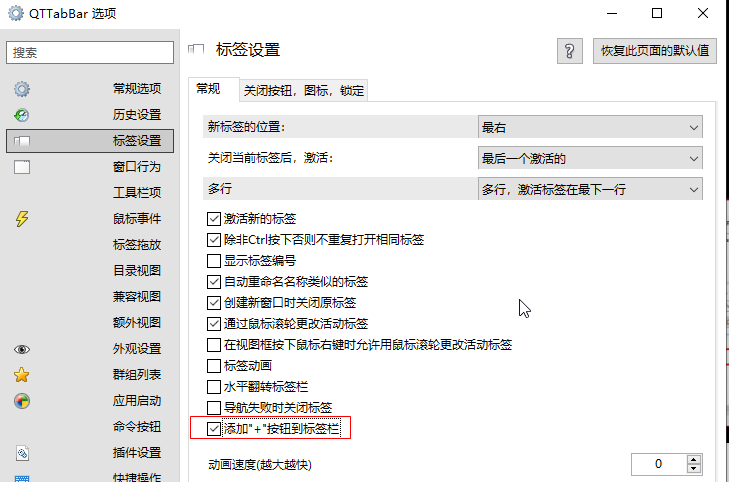 QTTabBar 选项
搜索
常规选项
历史设置
标签设置
窗口行为
工具栏项
鼠标事件
标签拖放
目录视图
兼容视图
额外视图
外观设置
群组列表
应用启动
命令按钮
插件设置
快捷操作
标签设置
?
恢复此页面的默认值
常规
关闭按钮，图标，锁定
新标签的位置：
最右
关闭当前标签后，激活：
最后一个激活的
多行
多行，激活标签在最下一行
激活新的标签
除非Ctrl按下否则不重复打开相同标签
显示标签编号
自动重命名名称类似的标签
创建新窗口时关闭原标签
通过鼠标滚轮更改活动标签
在视图框按下鼠标右键时允许用鼠标滚轮更改活动标签
标签动画
水平翻转标签栏
导航失败时关闭标签
添加"+"按钮到标签栏
动画速度(越大越快)
0